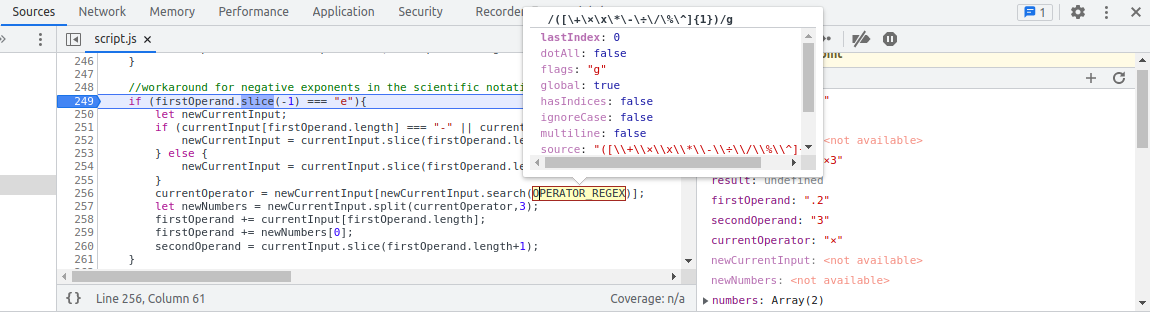 Sources Network Memory Performance Application Security Recorder 1
script.js
/([\+\×\x\*\-\÷\/\%\^]{1})/g
lastIndex: 0
dotAll: false
flags: "g"
global: true
hasIndices: false
ignoreCase: false
multiline: false
source: "([\\+\\×\\x\\*\\-\\÷\\/\\%\\^]
246 }
247
248 //workaround for negative exponents in the scientific notati
249 if (firstOperand.slice(-1) === "e"){
250 let newCurrentInput;
251 if (currentInput[firstOperand.length] === "-" || current
252 newCurrentInput = currentInput.slice(firstOperand.le
253 } else {
254 newCurrentInput = currentInput.slice(firstOperand.le
255 }
256 currentOperator = newCurrentInput[newCurrentInput.search(OPERATOR_REGEX)];
257 let newNumbers = newCurrentInput.split(currentOperator,3);
258 firstOperand += currentInput[firstOperand.length];
259 firstOperand += newNumbers[0];
260 secondOperand = currentInput.slice(firstOperand.length+1);
261 }
<not available>
×3"
result: undefined
firstOperand: ".2"
secondOperand: "3"
currentOperator: "×"
newCurrentInput: <not available>
newNumbers: <not available>
numbers: Array(2)
{} Line 256, Column 61 Coverage: n/a